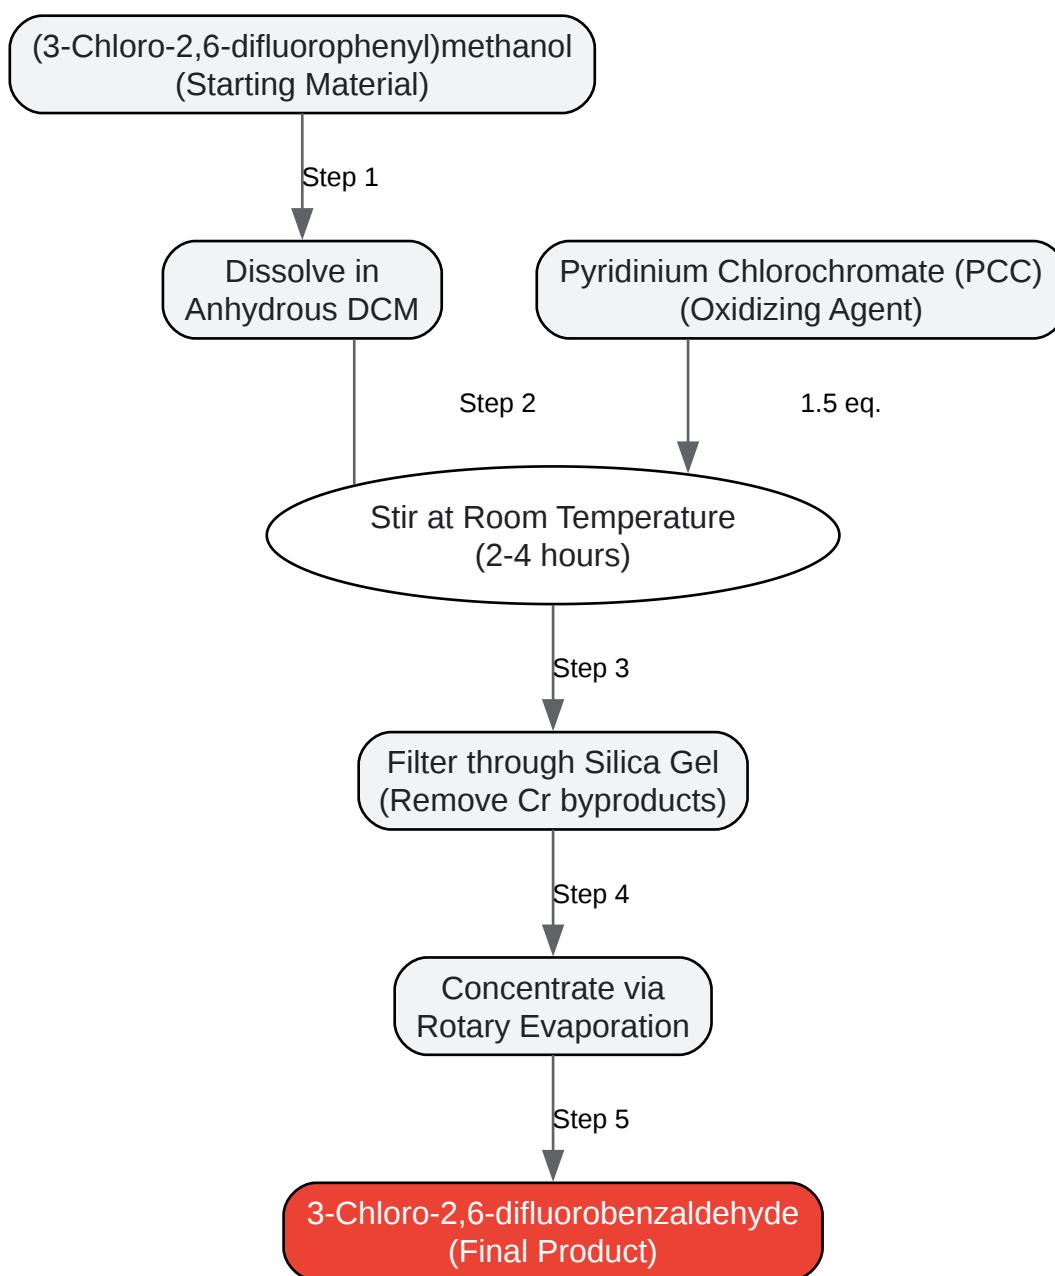 (3-Chloro-2,6-difluorophenyl)methanol
(Starting Material)
Step 1
Dissolve in
Anhydrous DCM
Pyridinium Chlorochromate (PCC)
(Oxidizing Agent)
Step 2
1.5 eq.
Stir at Room Temperature
(2-4 hours)
Step 3
Filter through Silica Gel
(Remove Cr byproducts)
Step 4
Concentrate via
Rotary Evaporation
Step 5
3-Chloro-2,6-difluorobenzaldehyde
(Final Product)